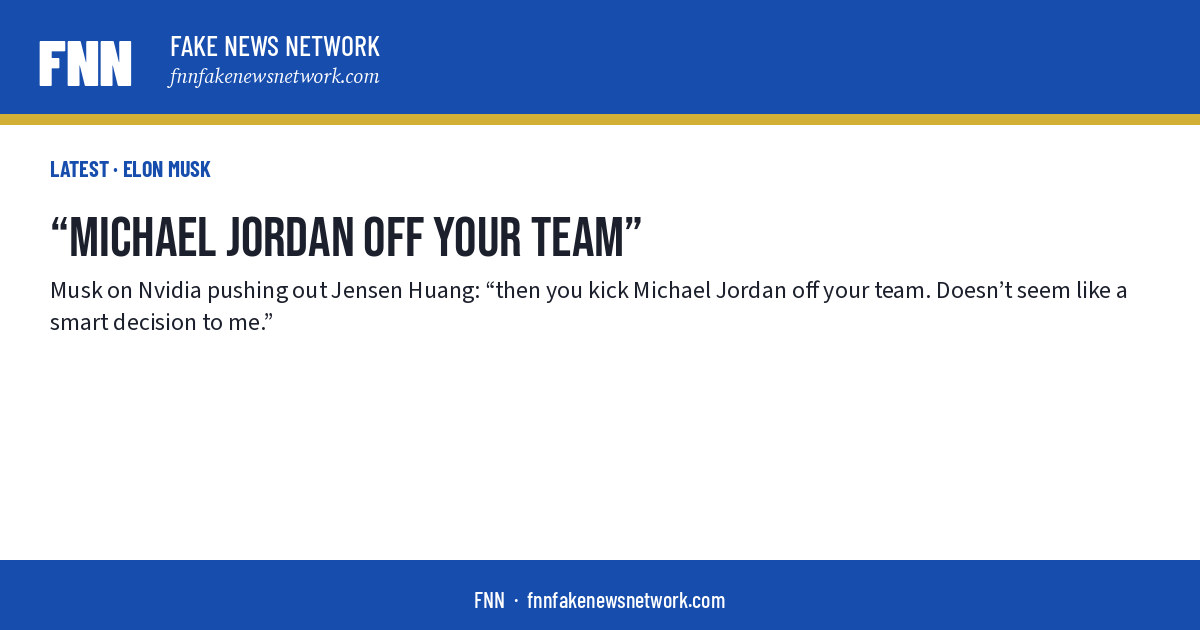 FNN
FAKE NEWS NETWORK
fnnfakenewsnetwork.com
LATEST · ELON MUSK
“MICHAEL JORDAN OFF YOUR TEAM”
Musk on Nvidia pushing out Jensen Huang: “then you kick Michael Jordan off your team. Doesn’t seem like a
smart decision to me.”
FNN · fnnfakenewsnetwork.com